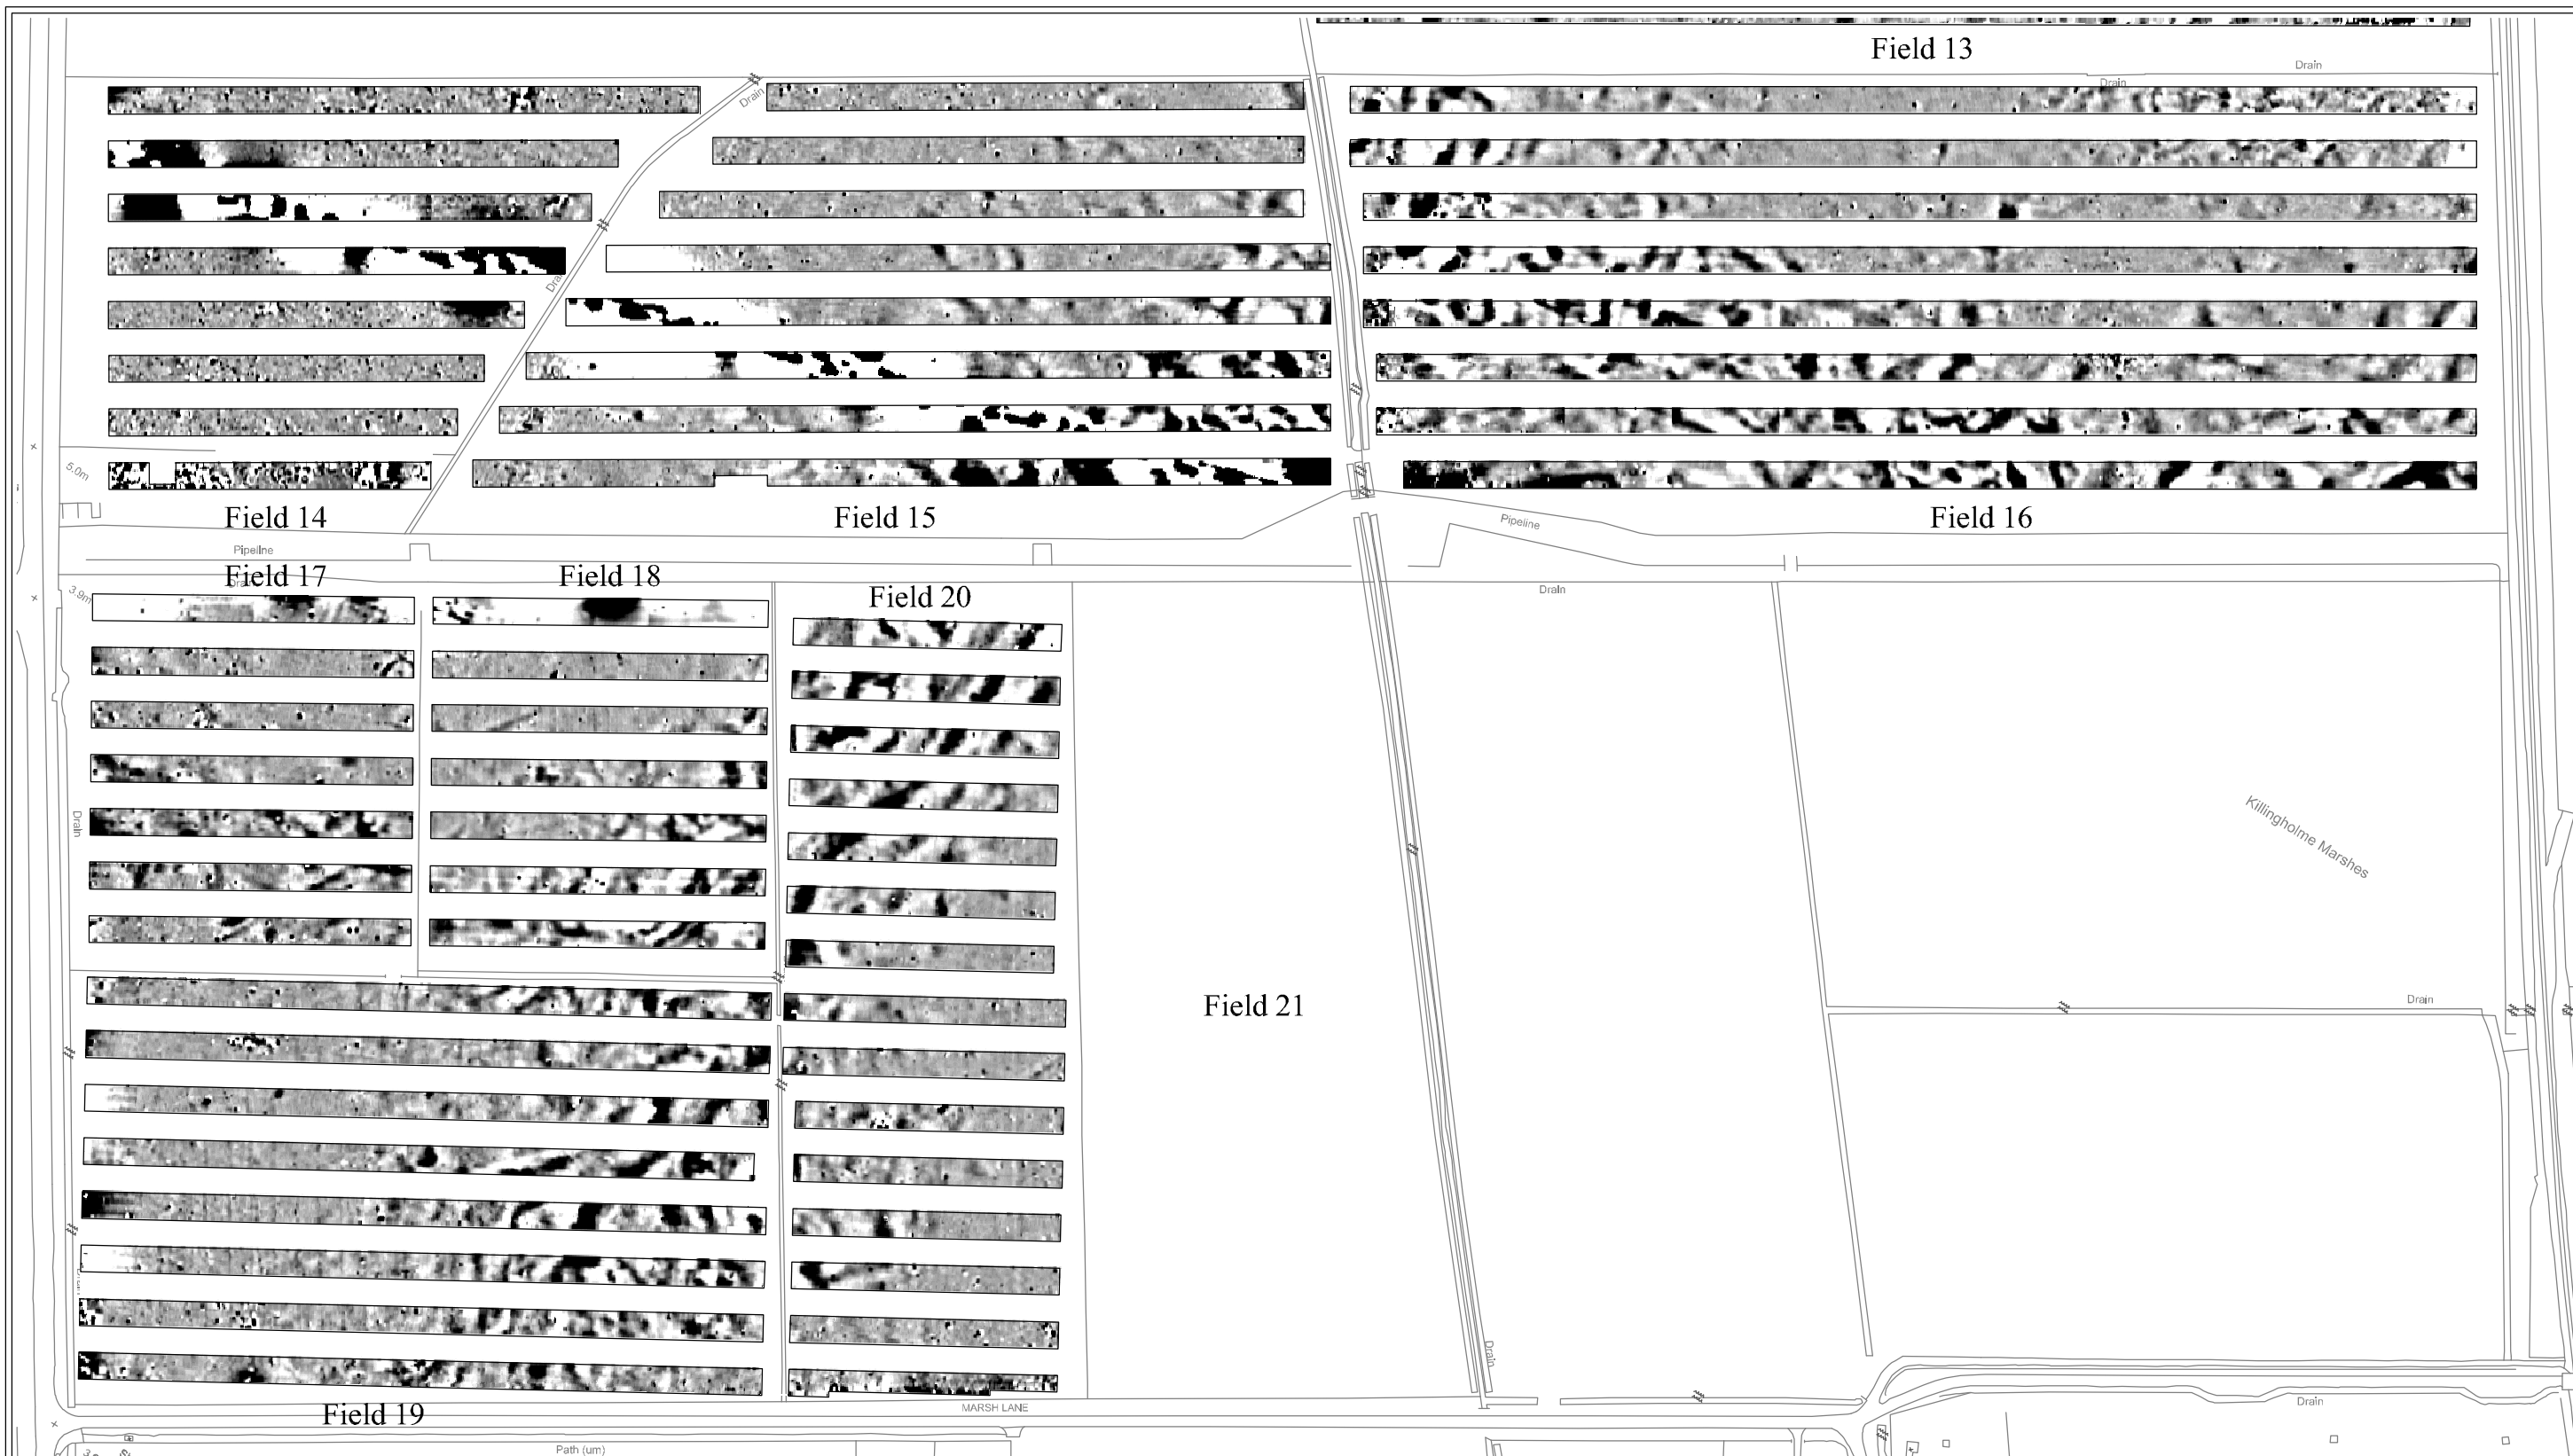 Field 13
Drain
Drain
Drain
Drain
5.0m
Field 14
Field 15
Field 16
Pipeline
Pipeline
Field 17
Field 18
Drain
3.9m
Field 20
Drain
Killingholme Marshes
Drain
Field 21
Drain
Drain
MARSH LANE
Drain
Field 19
Path (um)